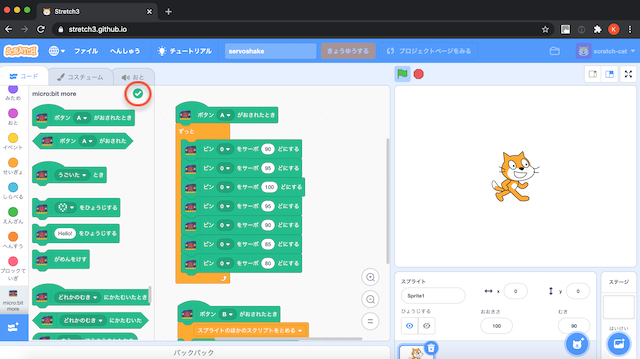 Stretch3
stretch3.github.io
SCRATCH
ファイル
へんしゅう
チュートリアル
servoshake
きょうゆうする
プロジェクトページをみる
scratch-cat
コード
コスチューム
おと
みため
おと
イベント
せいぎょ
しらべる
えんざん
へんすう
ブロックていぎ
micro:bit more
micro:bit more
ボタン A がおされたとき
ボタン A がおされた
うごいた とき
をひょうじする
Hello! をひょうじする
がめんをけす
どれかのむき にかたむいたとき
どれかのむき にかたむいた
ボタン A がおされたとき
ずっと
ピン 0 をサーボ 90 どにする
ピン 0 をサーボ 95 どにする
ピン 0 をサーボ 100 どにする
ピン 0 をサーボ 95 どにする
ピン 0 をサーボ 90 どにする
ピン 0 をサーボ 85 どにする
ピン 0 をサーボ 80 どにする
ボタン B がおされたとき
スプライトのほかのスクリプトをとめる
バックパック
スプライト
Sprite1
x 0
y 0
おおきさ
100
むき
90
ステージ
はいけい